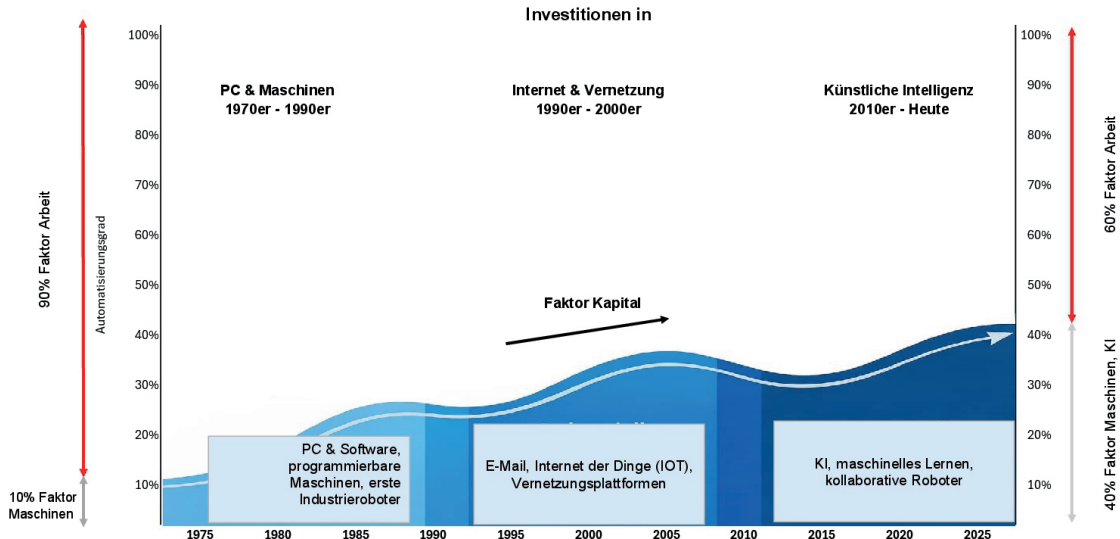 Investitionen in
100%
90%
80%
70%
60%
50%
40%
30%
20%
10%
90% Faktor Arbeit
10% Faktor
Maschinen
Automatisierungsgrad
PC & Maschinen
1970er - 1990er
Internet & Vernetzung
1990er - 2000er
Künstliche Intelligenz
2010er - Heute
Faktor Kapital
PC & Software,
programmierbare
Maschinen, erste
Industrieroboter
E-Mail, Internet der Dinge (IOT),
Vernetzungsplattformen
KI, maschinelles Lernen,
kollaborative Roboter
100%
90%
80%
70%
60%
50%
40%
30%
20%
10%
60% Faktor Arbeit
40% Faktor Maschinen, KI
1975 1980 1985 1990 1995 2000 2005 2010 2015 2020 2025